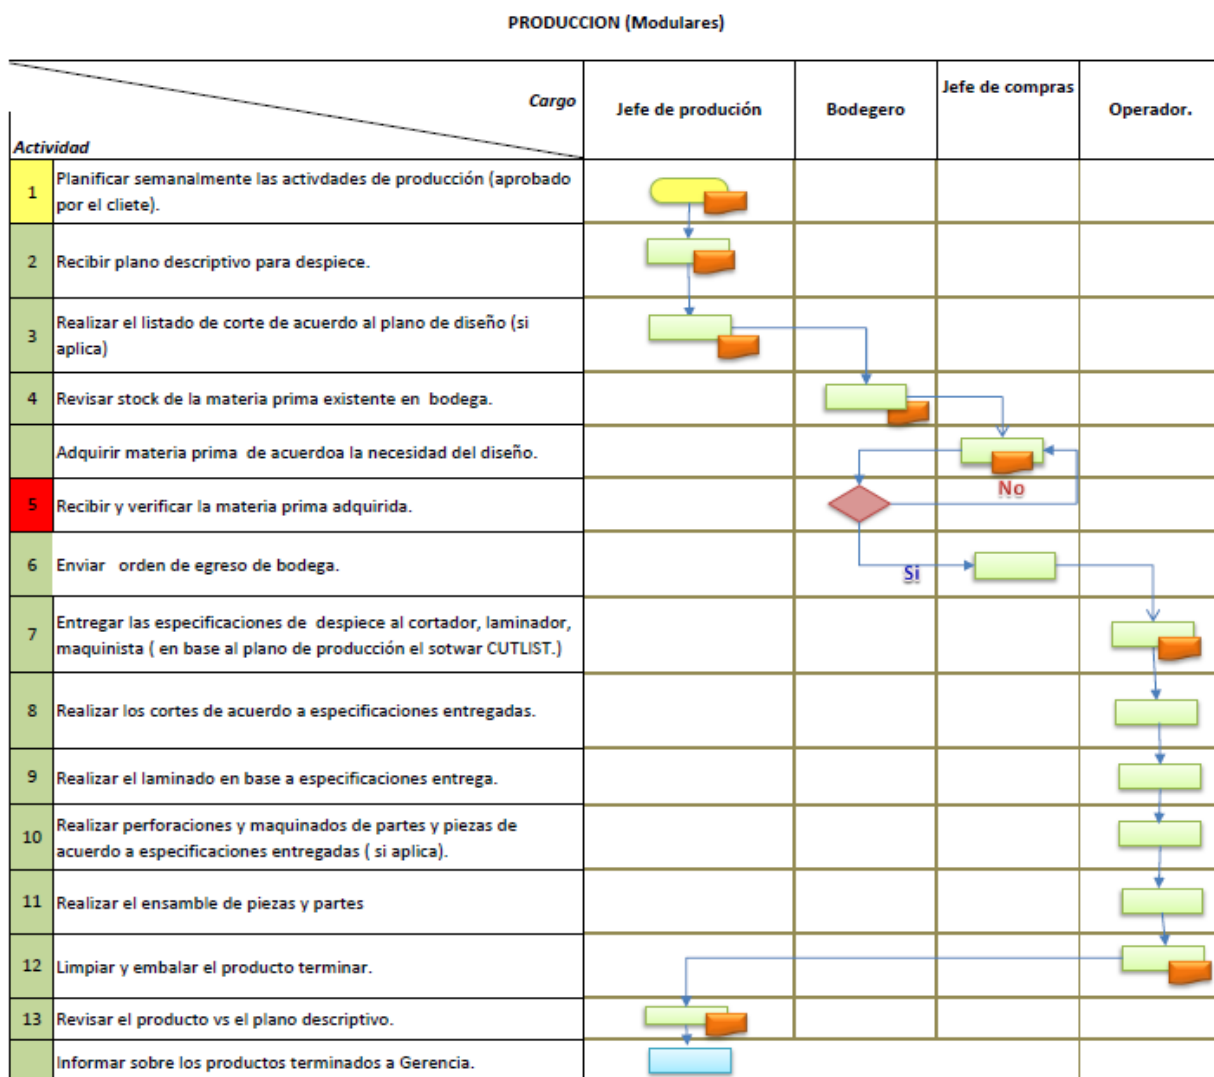 PRODUCCION (Modulares)
Cargo
Actividad
Jefe de produción
Bodegero
Jefe de compras
Operador.
1
Planificar semanalmente las activdades de producción (aprobado
por el cliete).
2
Recibir plano descriptivo para despiece.
3
Realizar el listado de corte de acuerdo al plano de diseño (si
aplica)
4
Revisar stock de la materia prima existente en bodega.
Adquirir materia prima de acuerdoa la necesidad del diseño.
No
5
Recibir y verificar la materia prima adquirida.
6
Enviar orden de egreso de bodega.
Si
7
Entregar las especificaciones de despiece al cortador, laminador,
maquinista ( en base al plano de producción el sotwar CUTLIST.)
8
Realizar los cortes de acuerdo a especificaciones entregadas.
9
Realizar el laminado en base a especificaciones entrega.
10
Realizar perforaciones y maquinados de partes y piezas de
acuerdo a especificaciones entregadas ( si aplica).
11
Realizar el ensamble de piezas y partes
12
Limpiar y embalar el producto terminar.
13
Revisar el producto vs el plano descriptivo.
Informar sobre los productos terminados a Gerencia.